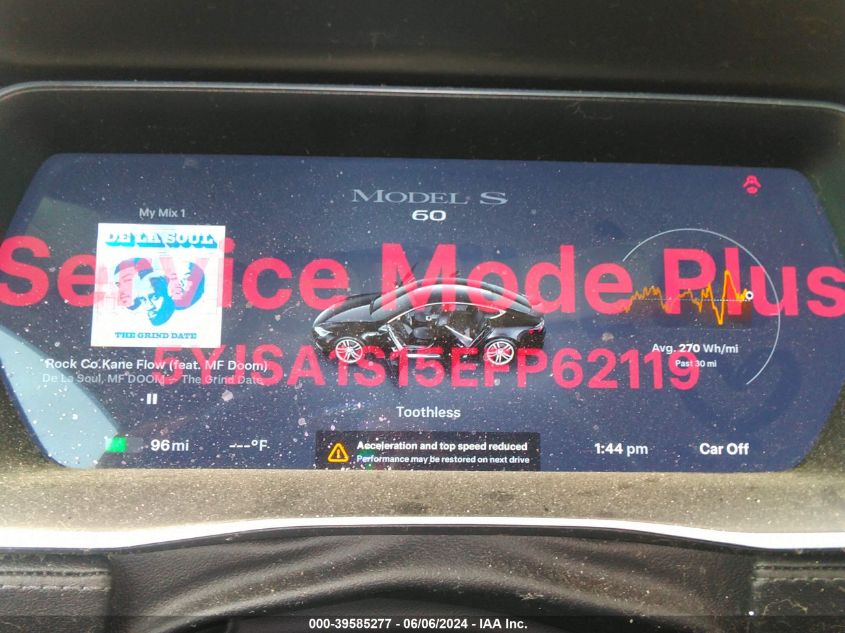 MODEL S
60
My Mix 1
DE LA SOUL
THE GRIND DATE
Service Mode Plus
Rock Co.Kane Flow (feat. MF Doom)
De La Soul, MF DOOM — The Grind Date
5YJSA1S15EFP62119
Avg. 270 Wh/mi
Past 30 mi
Toothless
96 mi
---°F
Acceleration and top speed reduced
Performance may be restored on next drive
1:44 pm
Car Off
000-39585277 - 06/06/2024 - IAA Inc.